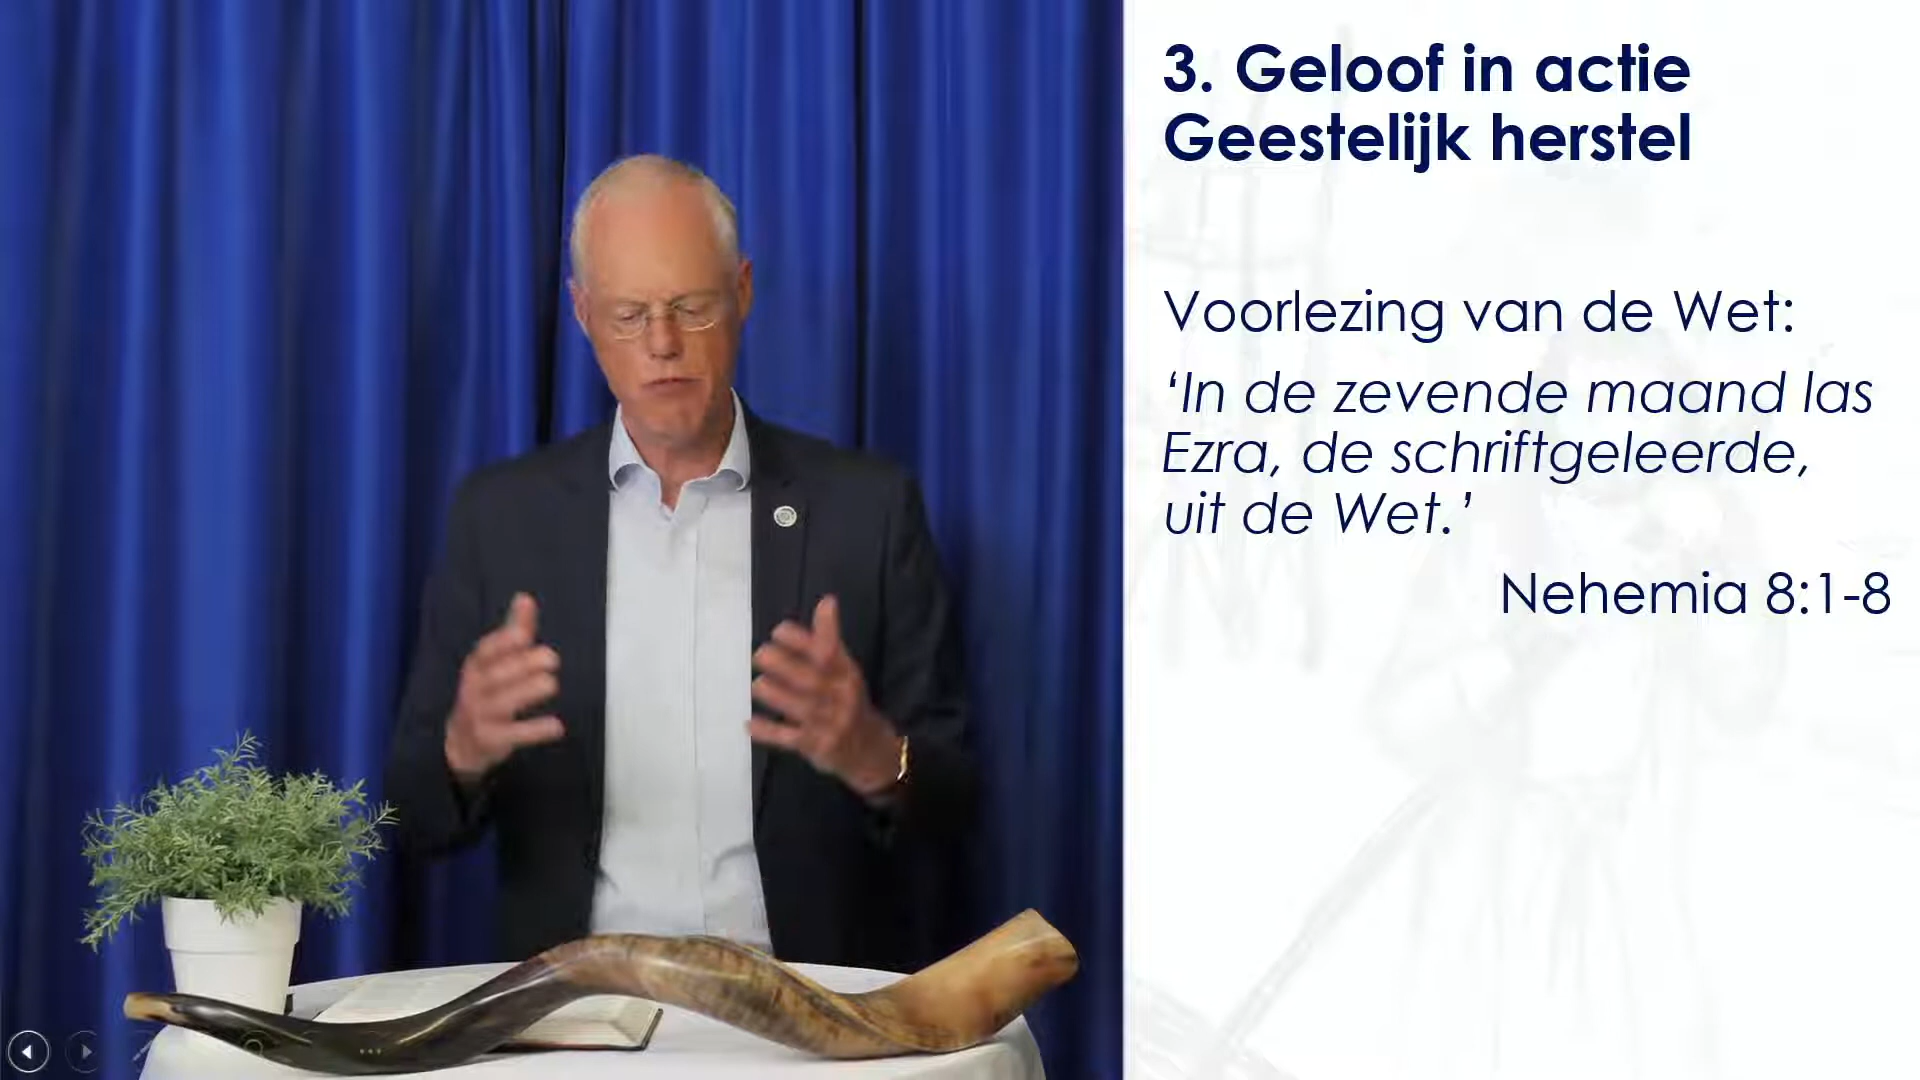 3. Geloof in actie
Geestelijk herstel
Voorlezing van de Wet:
‘In de zevende maand las
Ezra, de schriftgeleerde,
uit de Wet.’
Nehemia 8:1-8